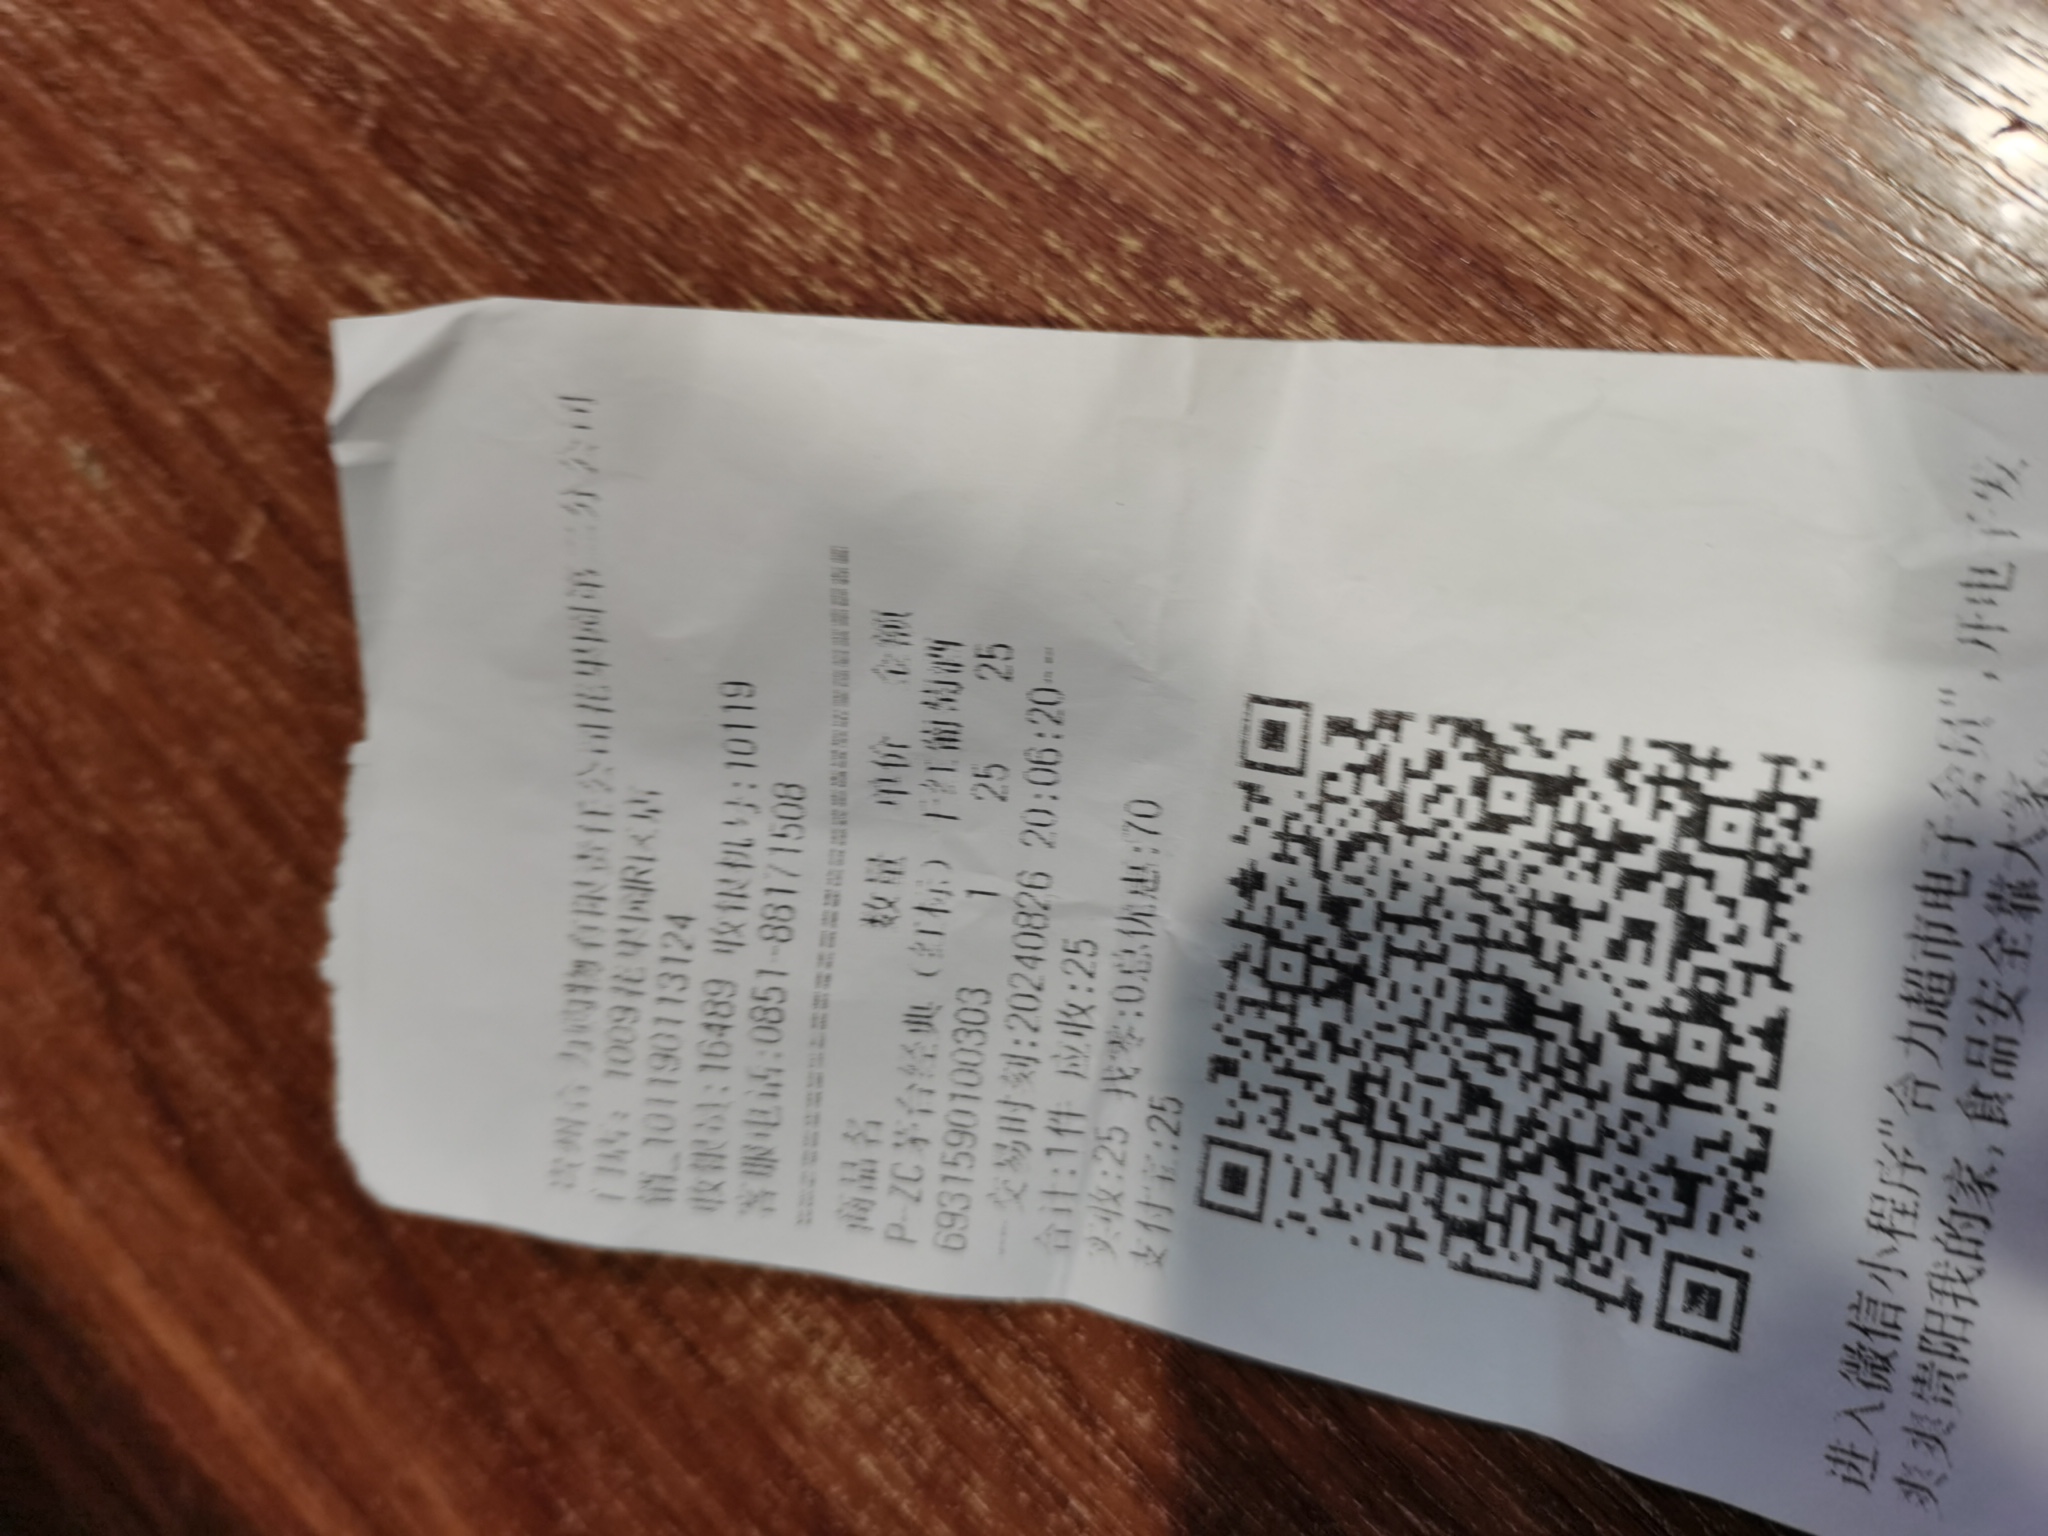 贵州合力购物有限责任公司花果园第二分公司
门店: 1009花果园R区店
销_1011990113124
收银员:16489 收银机号:10119
客服电话:0851-88171508
商品名 数量 单价 金额
P-ZC茅台经典(红标)干红葡萄酒
6931590100303 1 25 25
交易时刻:20240826 20:06:20
合计:1件 应收:25
实收:25 找零:0总优惠:70
支付宝:25
进入微信小程序"合力超市电子会员",开电子发
爽爽贵阳我的家,食品安全靠大家